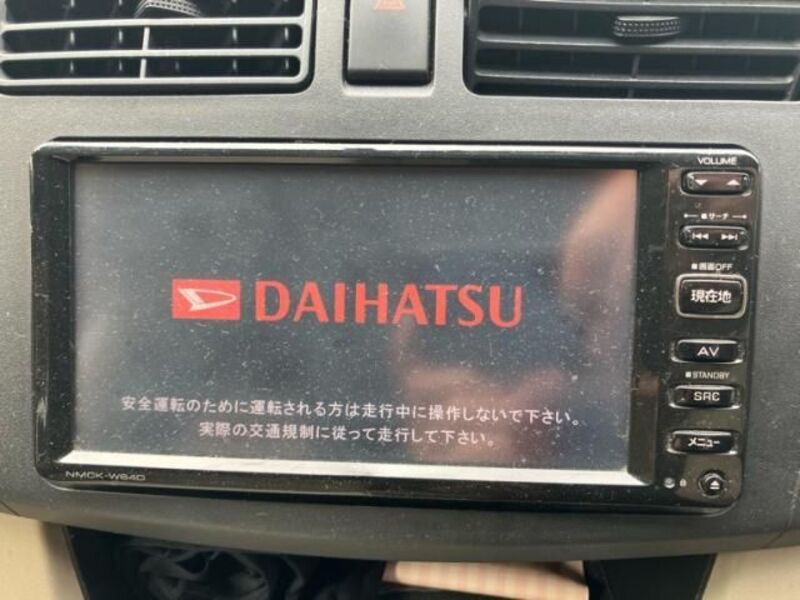 VOLUME
サーチ
画面OFF
現在地
DAIHATSU
AV
STANDBY
SRC
安全運転のために運転される方は走行中に操作しないで下さい。
実際の交通規制に従って走行して下さい。
メニュー
NMCK-W64D